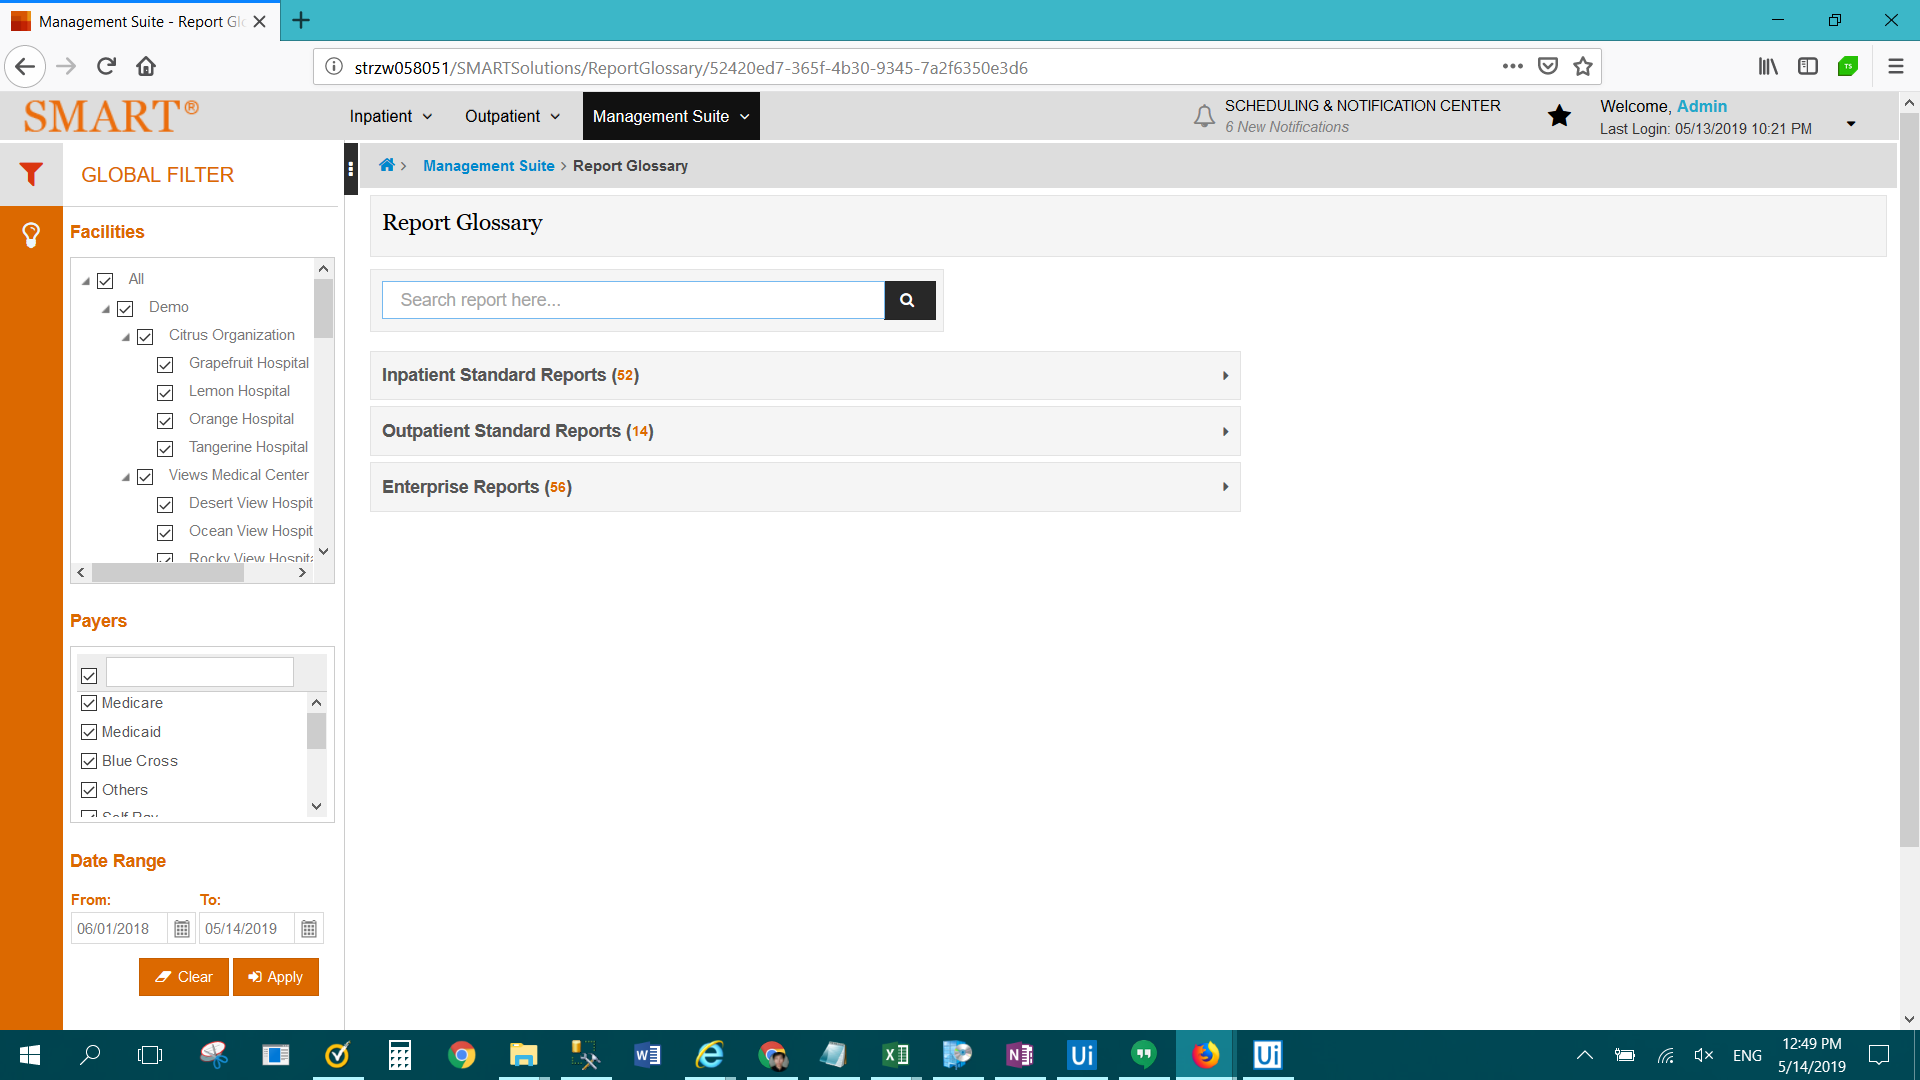 Management Suite - Report Gl
strzw058051/SMARTSolutions/ReportGlossary/52420ed7-365f-4b30-9345-7a2f6350e3d6
SMART®
Inpatient
Outpatient
Management Suite
SCHEDULING & NOTIFICATION CENTER
6 New Notifications
Welcome, Admin
Last Login: 05/13/2019 10:21 PM
GLOBAL FILTER
Management Suite > Report Glossary
Report Glossary
Search report here...
Inpatient Standard Reports (52)
Outpatient Standard Reports (14)
Enterprise Reports (56)
Facilities
All
Demo
Citrus Organization
Grapefruit Hospital
Lemon Hospital
Orange Hospital
Tangerine Hospital
Views Medical Center
Desert View Hospit
Ocean View Hospit
Rocky View Hospita
Payers
Medicare
Medicaid
Blue Cross
Others
Self Pay
Date Range
From:
To:
06/01/2018
05/14/2019
Clear
Apply
ENG
12:49 PM
5/14/2019